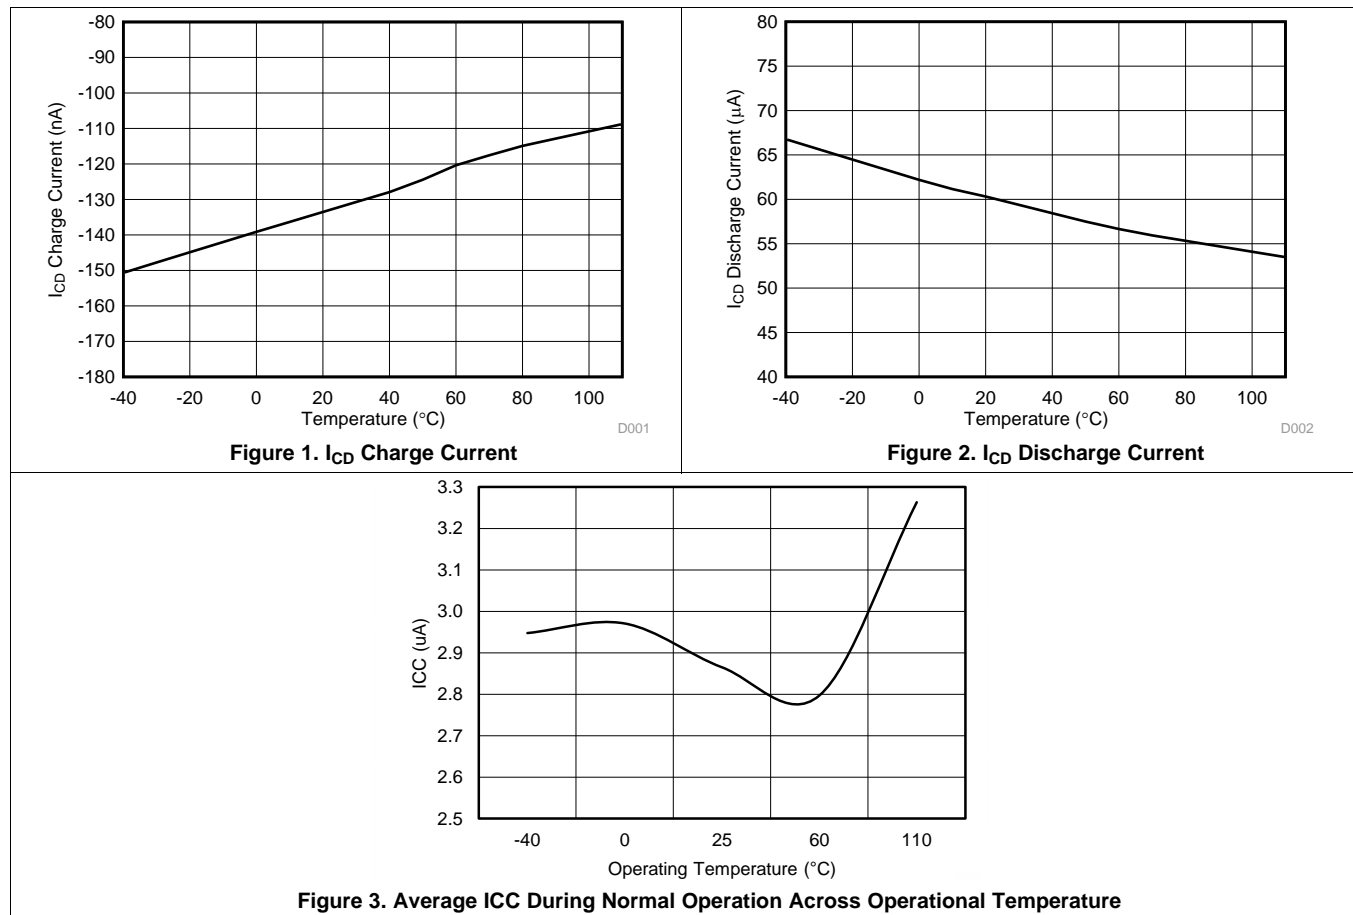 -80
-90
-100
-110
-120
-130
-140
-150
-160
-170
-180
I_CD Charge Current (nA)
-40 -20 0 20 40 60 80 100
Temperature (°C)
D001
Figure 1. I_CD Charge Current
80
75
70
65
60
55
50
45
40
I_CD Discharge Current (µA)
-40 -20 0 20 40 60 80 100
Temperature (°C)
D002
Figure 2. I_CD Discharge Current
3.3
3.2
3.1
3.0
2.9
2.8
2.7
2.6
2.5
ICC (uA)
-40 0 25 60 110
Operating Temperature (°C)
Figure 3. Average ICC During Normal Operation Across Operational Temperature